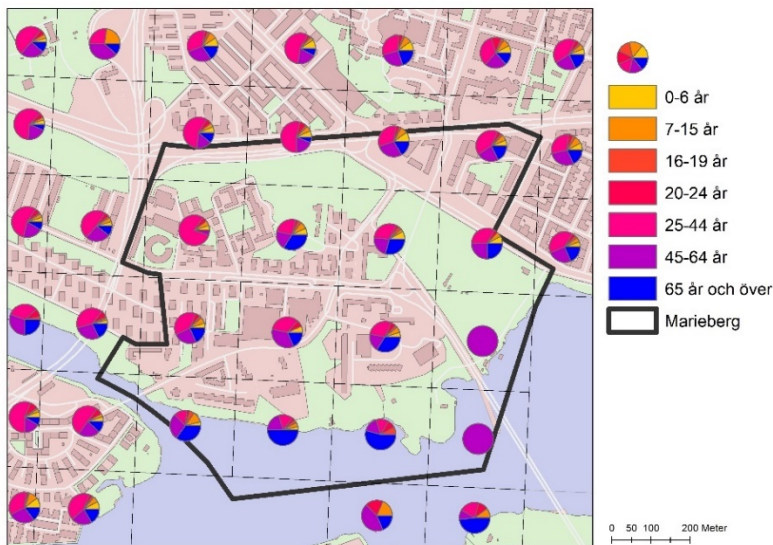 0-6 år
7-15 år
16-19 år
20-24 år
25-44 år
45-64 år
65 år och över
Marieberg
0 50 100 200 Meter